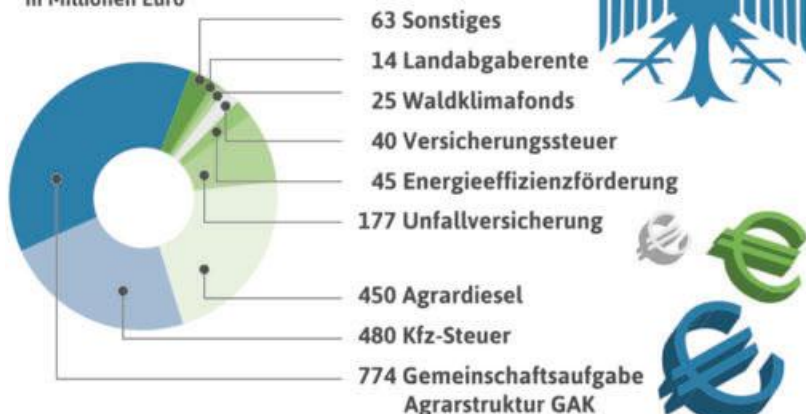 in Millionen Euro
63 Sonstiges
14 Landabgaberente
25 Waldklimafonds
40 Versicherungssteuer
45 Energieeffizienzförderung
177 Unfallversicherung
450 Agrardiesel
480 Kfz-Steuer
774 Gemeinschaftsaufgabe
Agrarstruktur GAK